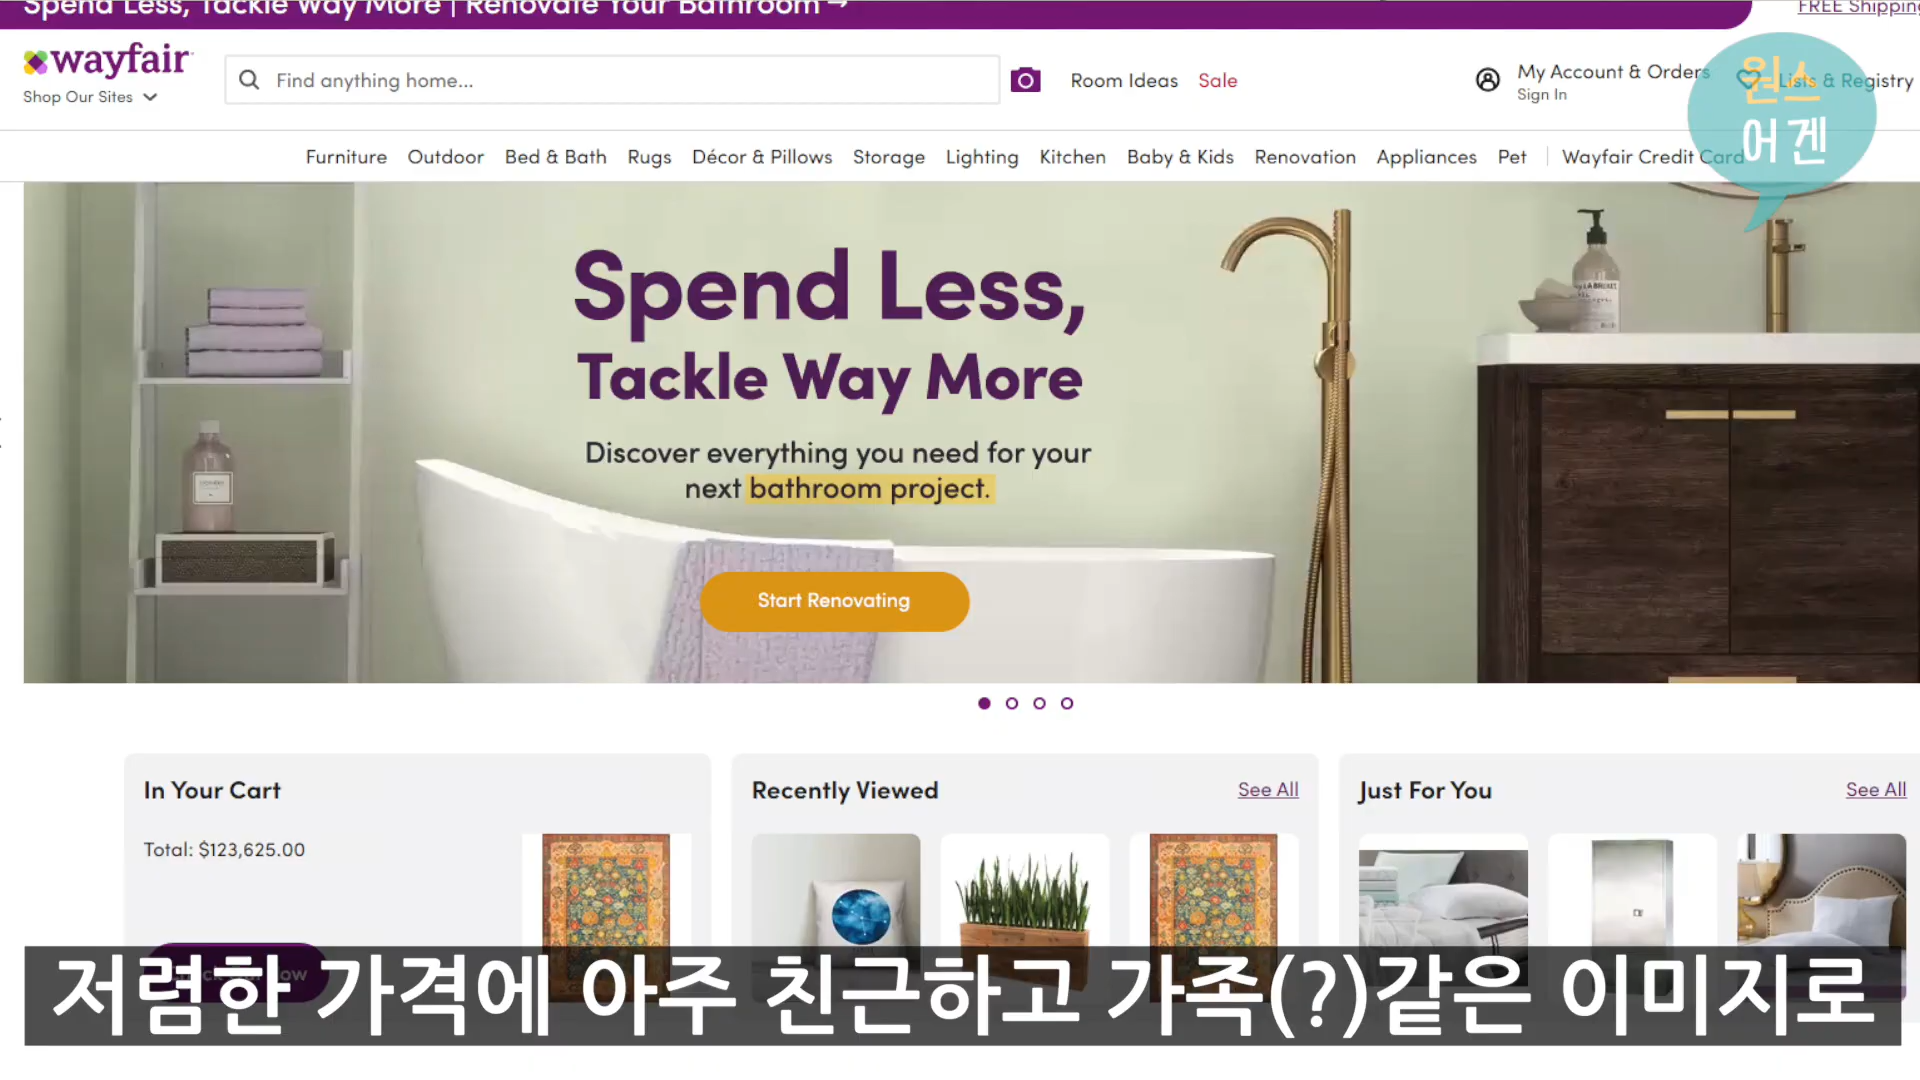 Spend Less, Tackle Way More | Renovate Your Bathroom →
FREE Shipping
wayfair
Shop Our Sites
Find anything home...
Room Ideas
Sale
My Account & Orders
Sign In
Lists & Registry
원스
어겐
Furniture Outdoor Bed & Bath Rugs Décor & Pillows Storage Lighting Kitchen Baby & Kids Renovation Appliances Pet Wayfair Credit Card
Spend Less,
Tackle Way More
Discover everything you need for your
next bathroom project.
Start Renovating
In Your Cart
Total: $123,625.00
Recently Viewed
See All
Just For You
See All
저렴한 가격에 아주 친근하고 가족(?)같은 이미지로